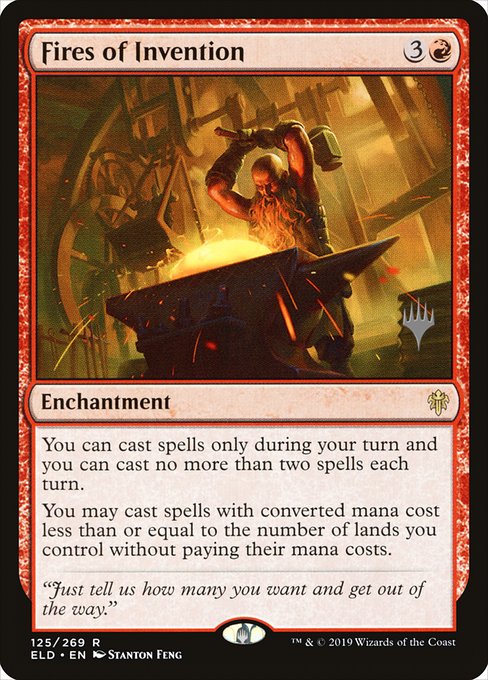 Fires of Invention 3
Enchantment
You can cast spells only during your turn and
you can cast no more than two spells each
turn.
You may cast spells with converted mana cost
less than or equal to the number of lands you
control without paying their mana costs.
“Just tell us how many you want and get out of
the way.”
125/269 R
ELD • EN Stanton Feng ™ & © 2019 Wizards of the Coast